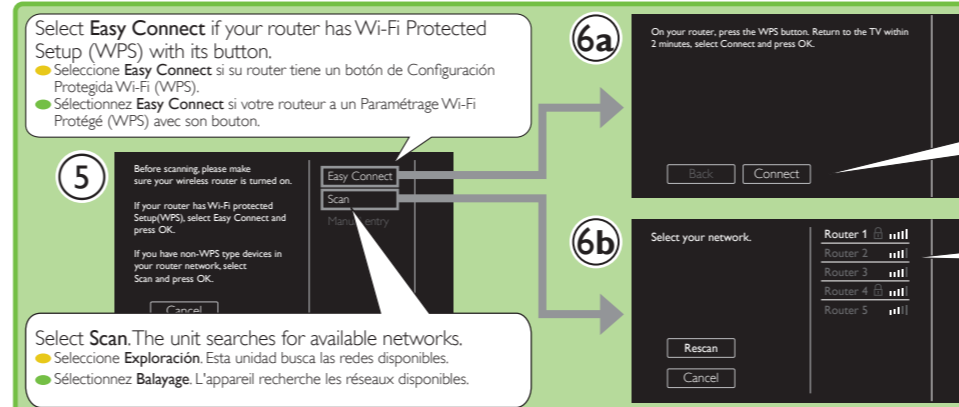 Select Easy Connect if your router has Wi-Fi Protected
Setup (WPS) with its button.
Seleccione Easy Connect si su router tiene un botón de Configuración
Protegida Wi-Fi (WPS).
Sélectionnez Easy Connect si votre routeur a un Paramétrage Wi-Fi
Protégé (WPS) avec son bouton.
5
Before scanning, please make
sure your wireless router is turned on.
If your router has Wi-Fi protected
Setup(WPS), select Easy Connect and
press OK.
If you have non-WPS type devices in
your router network, select
Scan and press OK.
Cancel
Easy Connect
Scan
entry
Select Scan. The unit searches for available networks.
Seleccione Exploración. Esta unidad busca las redes disponibles.
Sélectionnez Balayage. L'appareil recherche les réseaux disponibles.
6a
On your router, press the WPS button. Return to the TV within
2 minutes, select Connect and press OK.
Back
Connect
6b
Select your network.
Router 1
Router 2
Router 3
Router 4
Router 5
Rescan
Cancel